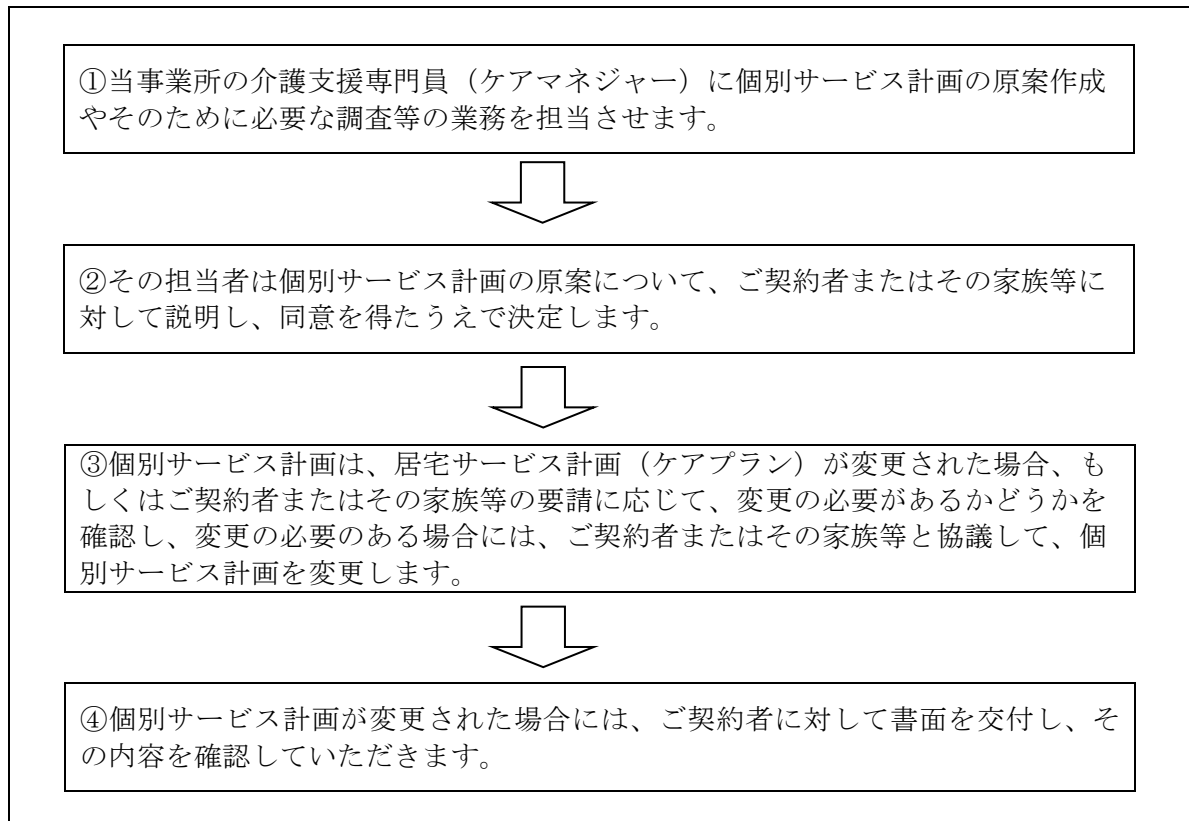 ①当事業所の介護支援専門員（ケアマネジャー）に個別サービス計画の原案作成
やそのために必要な調査等の業務を担当させます。
②その担当者は個別サービス計画の原案について、ご契約者またはその家族等に
対して説明し、同意を得たうえで決定します。
③個別サービス計画は、居宅サービス計画（ケアプラン）が変更された場合、も
しくはご契約者またはその家族等の要請に応じて、変更の必要があるかどうかを
確認し、変更の必要のある場合には、ご契約者またはその家族等と協議して、個
別サービス計画を変更します。
④個別サービス計画が変更された場合には、ご契約者に対して書面を交付し、そ
の内容を確認していただきます。